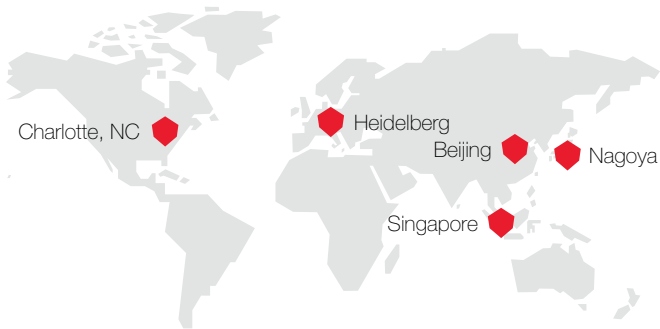 Heidelberg
Charlotte, NC
Beijing
Nagoya
Singapore